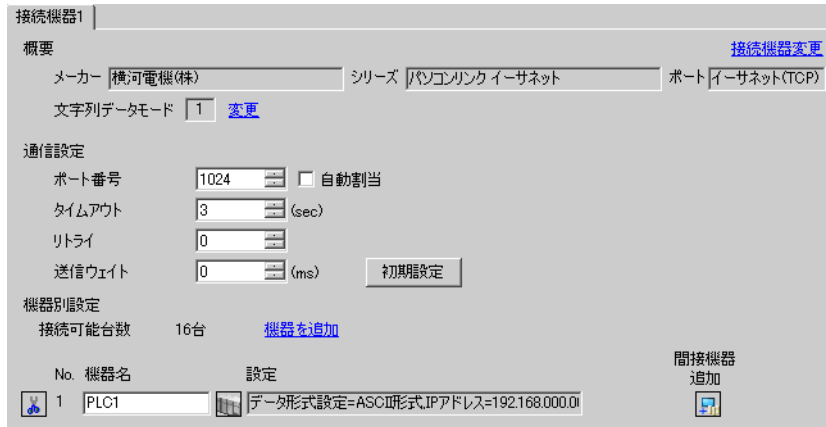 接続機器1
概要 接続機器変更
メーカー 横河電機(株) シリーズ パソコンリンク イーサネット ポート イーサネット(TCP)
文字列データモード 1 変更
通信設定
ポート番号 1024 自動割当
タイムアウト 3 (sec)
リトライ 0
送信ウェイト 0 (ms) 初期設定
機器別設定
接続可能台数 16台 機器を追加
間接機器
No. 機器名 設定 追加
1 PLC1 データ形式設定=ASCII形式,IPアドレス=192.168.000.0